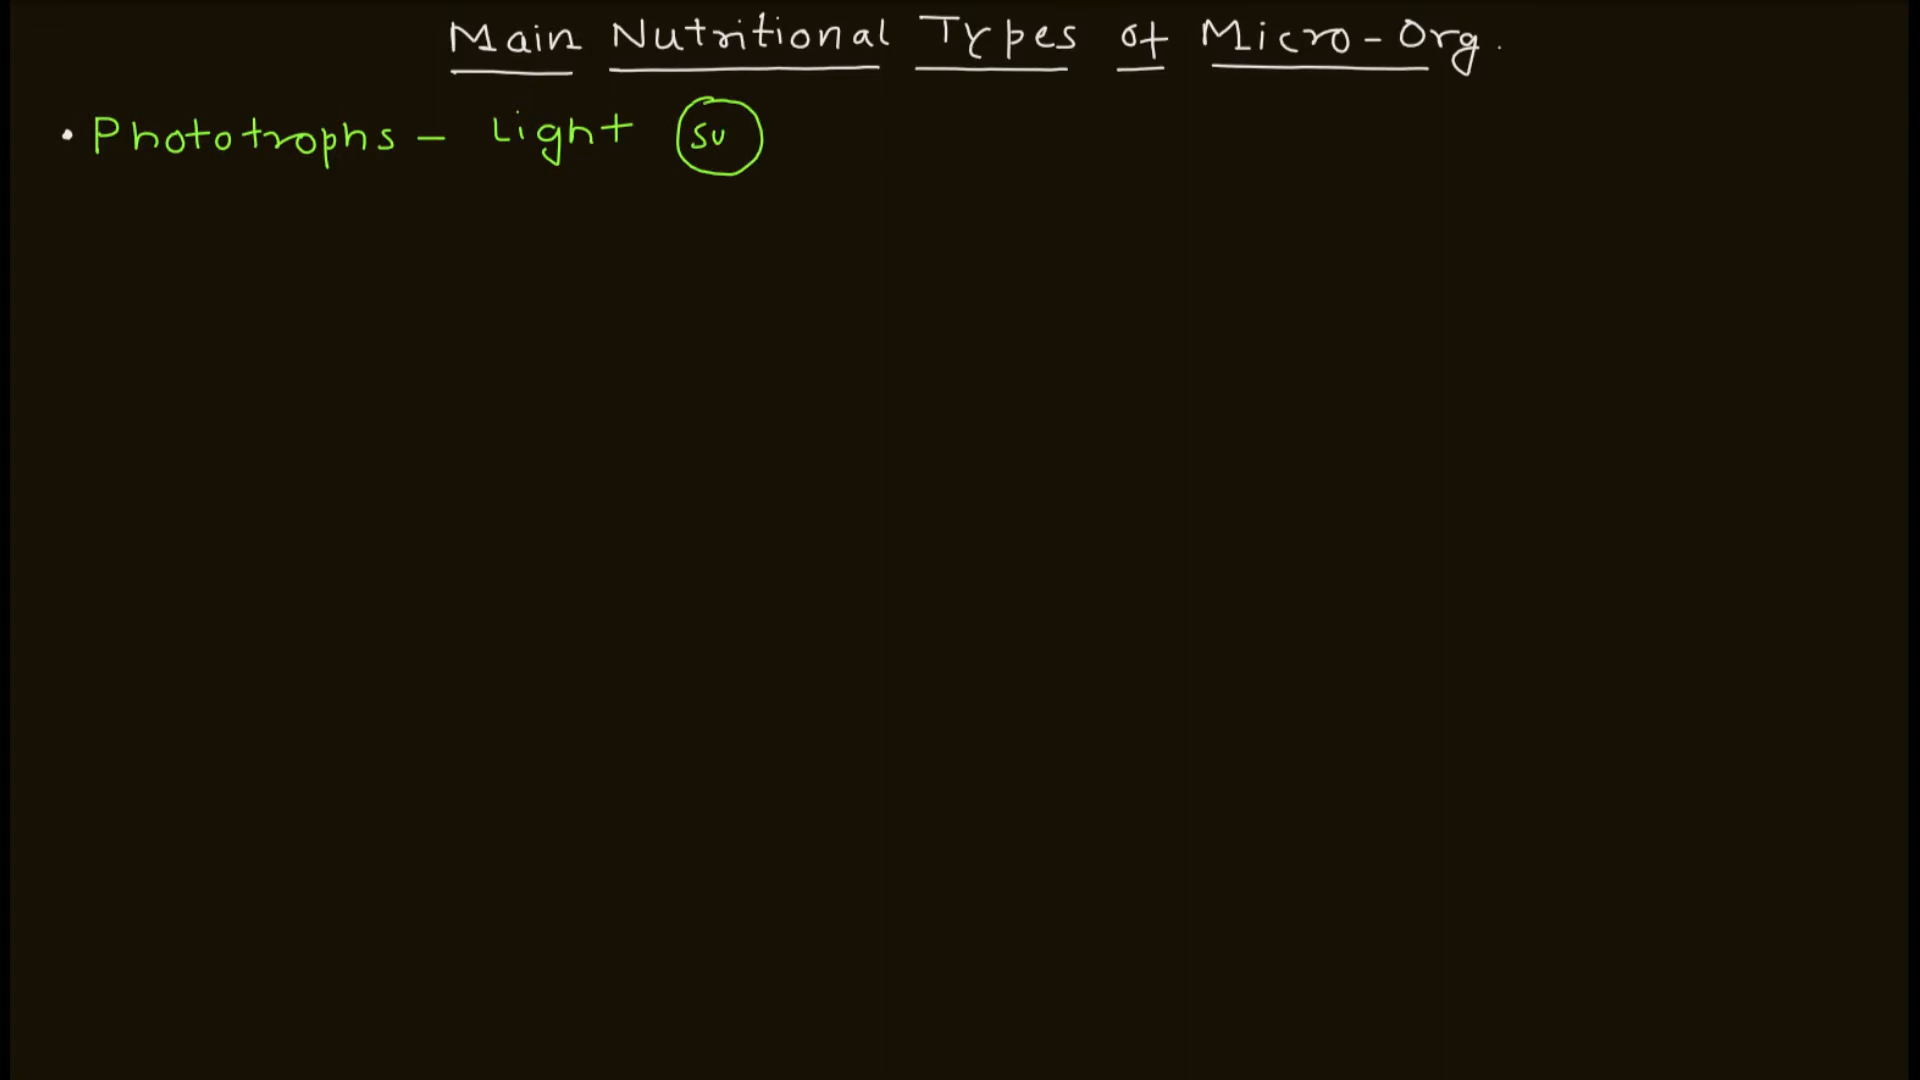 Main Nutritional Types of Micro-Org.
• Phototrophs - Light Su